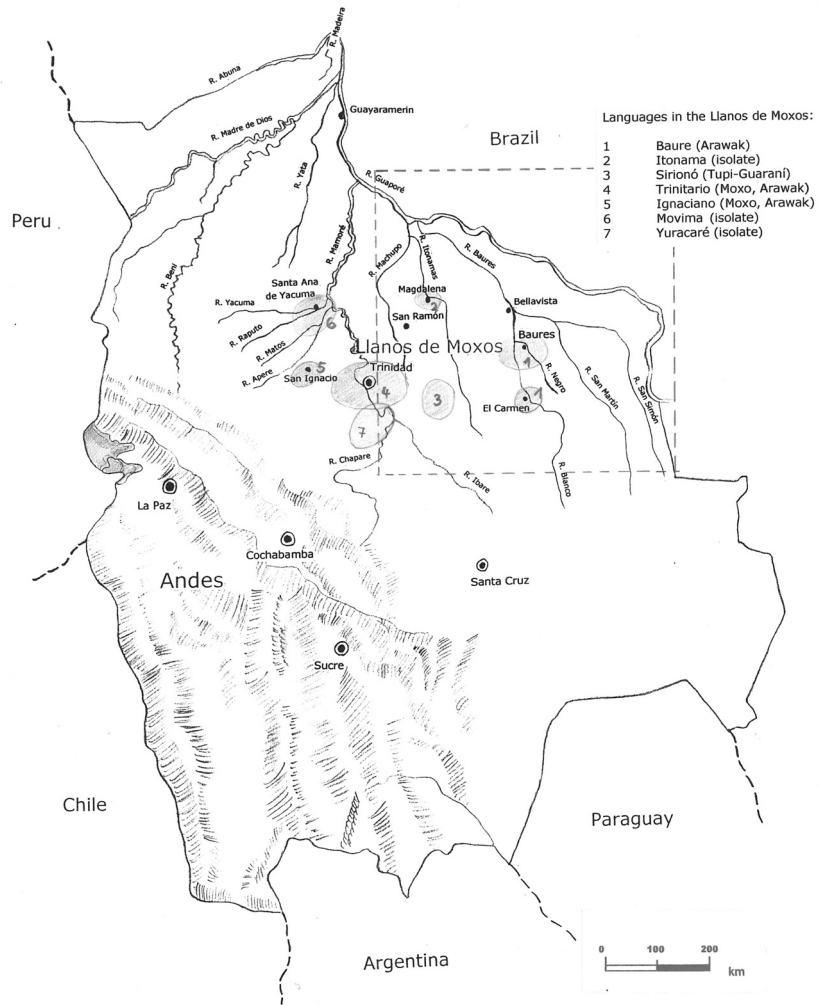 R. Madeira
R. Abuna
Guayaramerin
R. Madre de Dios
Brazil
Languages in the Llanos de Moxos:
1 Baure (Arawak)
2 Itonama (isolate)
3 Sirionó (Tupi-Guaraní)
4 Trinitario (Moxo, Arawak)
5 Ignaciano (Moxo, Arawak)
6 Movima (isolate)
7 Yuracaré (isolate)
R. Yata
R. Guaporé
Peru
R. Beni
R. Mamoré
R. Machupo
R. Itonamas
R. Baures
Santa Ana
de Yacuma
R. Yacuma
Magdalena
2
Bellavista
San Ramón
6
R. Raputo
R. Matos
Baures
Llanos de Moxos
1
R. Apere
San Ignacio
5
Trinidad
4
3
R. Negro
R. San Martín
R. San Simón
El Carmen
1
7
R. Chapare
R. Ibare
R. Blanco
La Paz
Cochabamba
Santa Cruz
Andes
Sucre
Chile
Paraguay
Argentina
0 100 200
km